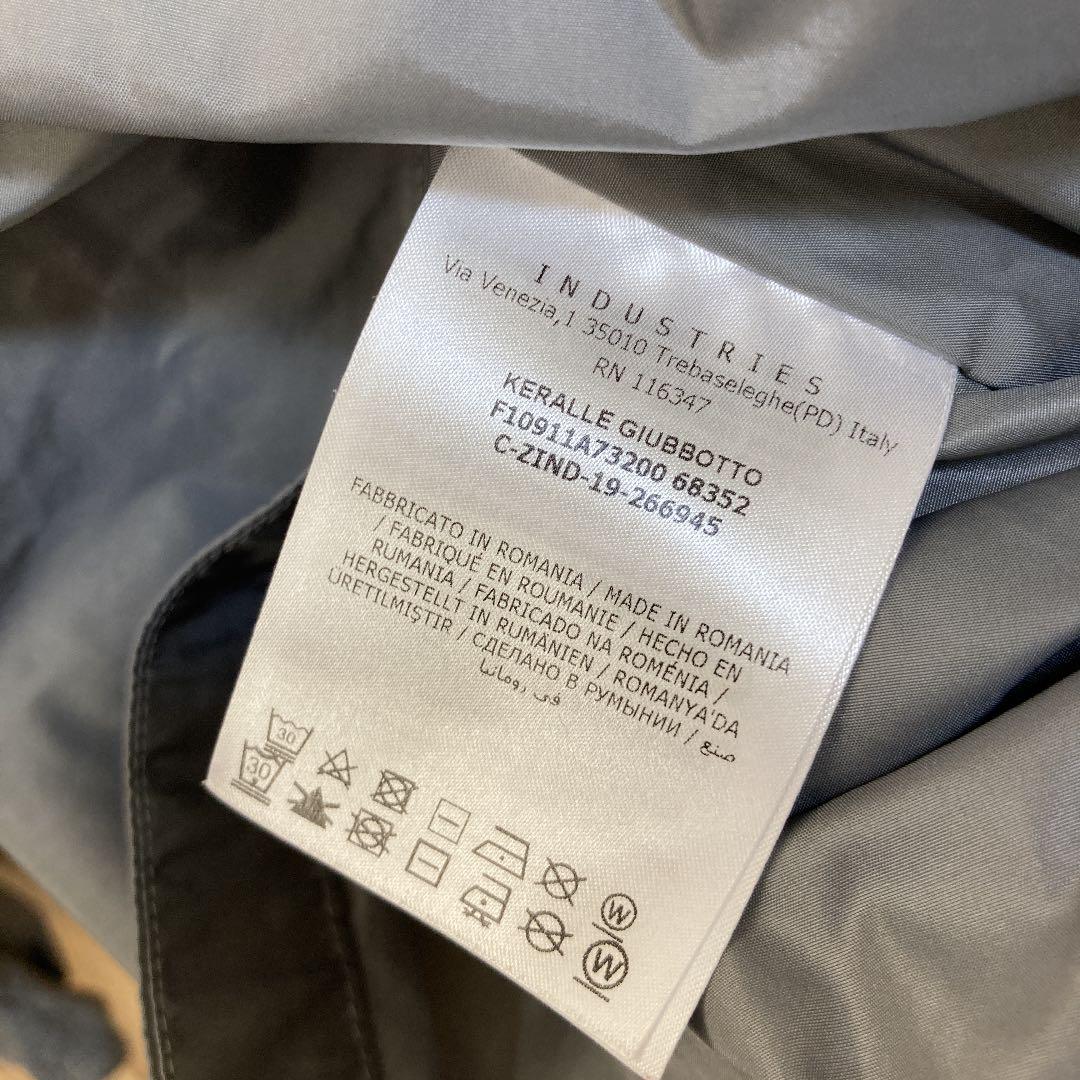 INDUSTRIES
Via Venezia,1 35010 Trebaseleghe(PD) Italy
RN 116347
KERALLE GIUBBOTTO
F10911A73200 68352
C-ZIND-19-266945
FABBRICATO IN ROMANIA / MADE IN ROMANIA
/ FABRIQUÉ EN ROUMANIE / HECHO EN
RUMANIA / FABRICADO NA ROMÉNIA /
HERGESTELLT IN RUMÄNIEN / ROMANYA'DA
ÜRETILMIŞTIR / СДЕЛАНО В РУМЫНИИ / صنع
في رومانيا
30
30
W
W